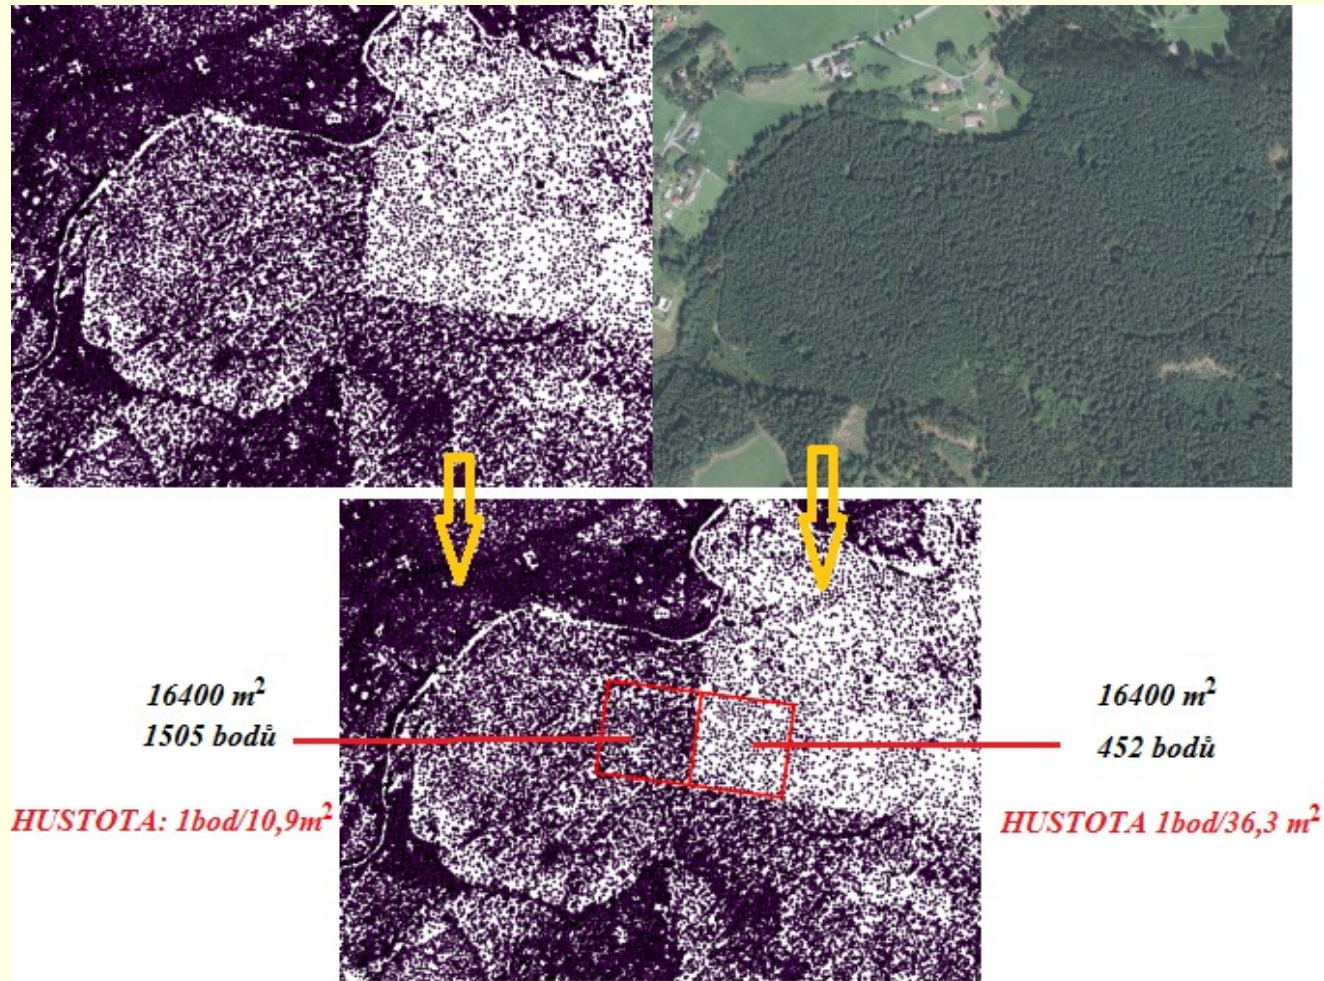 16400 m²
1505 bodů
HUSTOTA: 1bod/10,9m²
16400 m²
452 bodů
HUSTOTA 1bod/36,3 m²